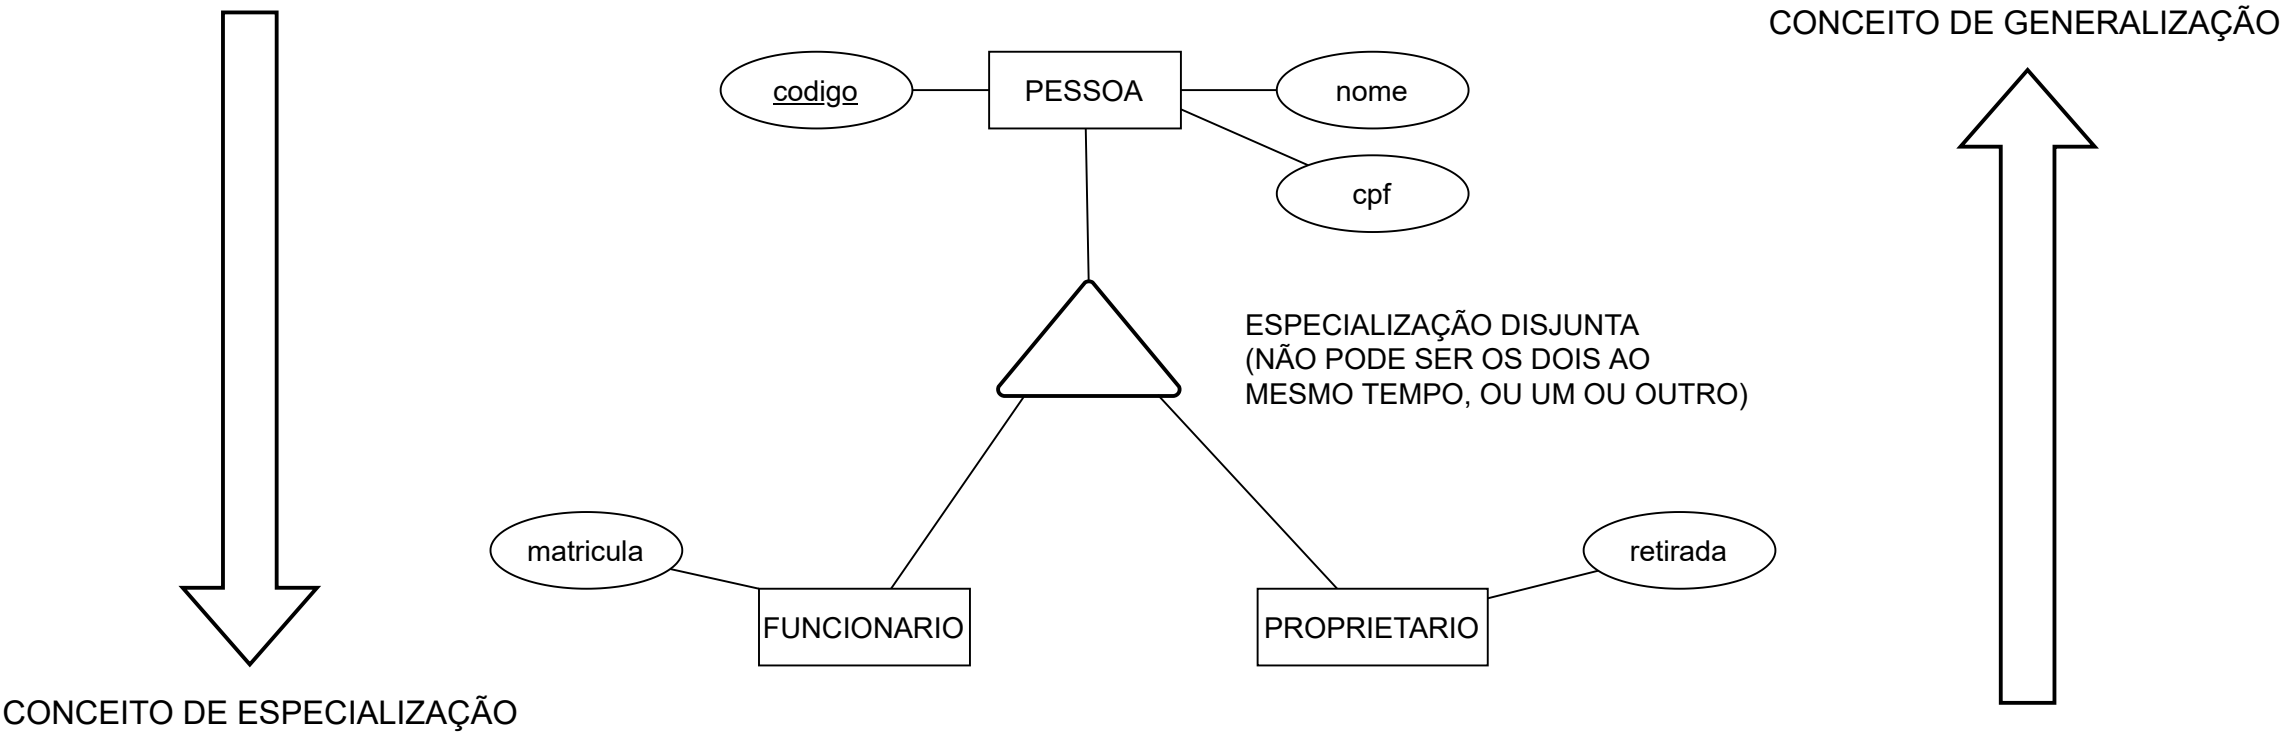 CONCEITO DE GENERALIZAÇÃO
codigo
PESSOA
nome
cpf
ESPECIALIZAÇÃO DISJUNTA
(NÃO PODE SER OS DOIS AO
MESMO TEMPO, OU UM OU OUTRO)
matricula
retirada
FUNCIONARIO
PROPRIETARIO
CONCEITO DE ESPECIALIZAÇÃO